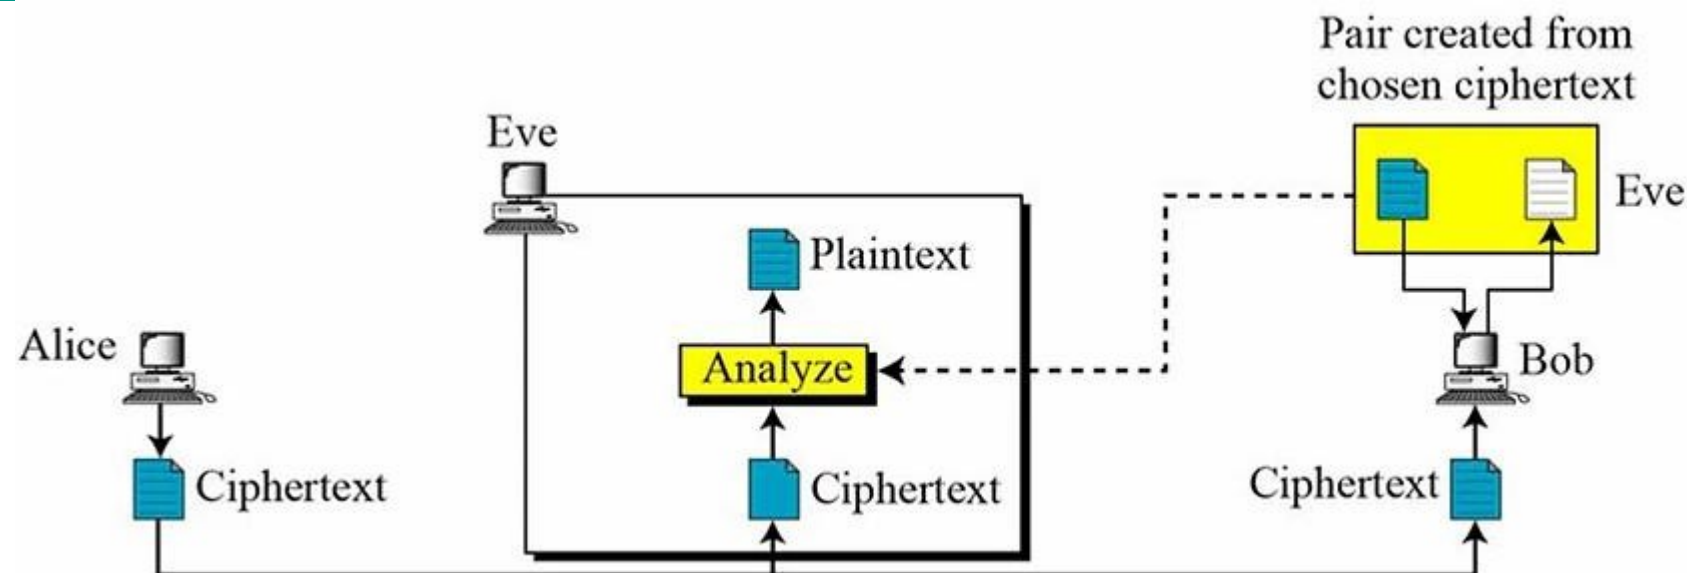 Pair created from
chosen ciphertext
Eve
Eve
Plaintext
Alice
Analyze
Bob
Ciphertext
Ciphertext
Ciphertext